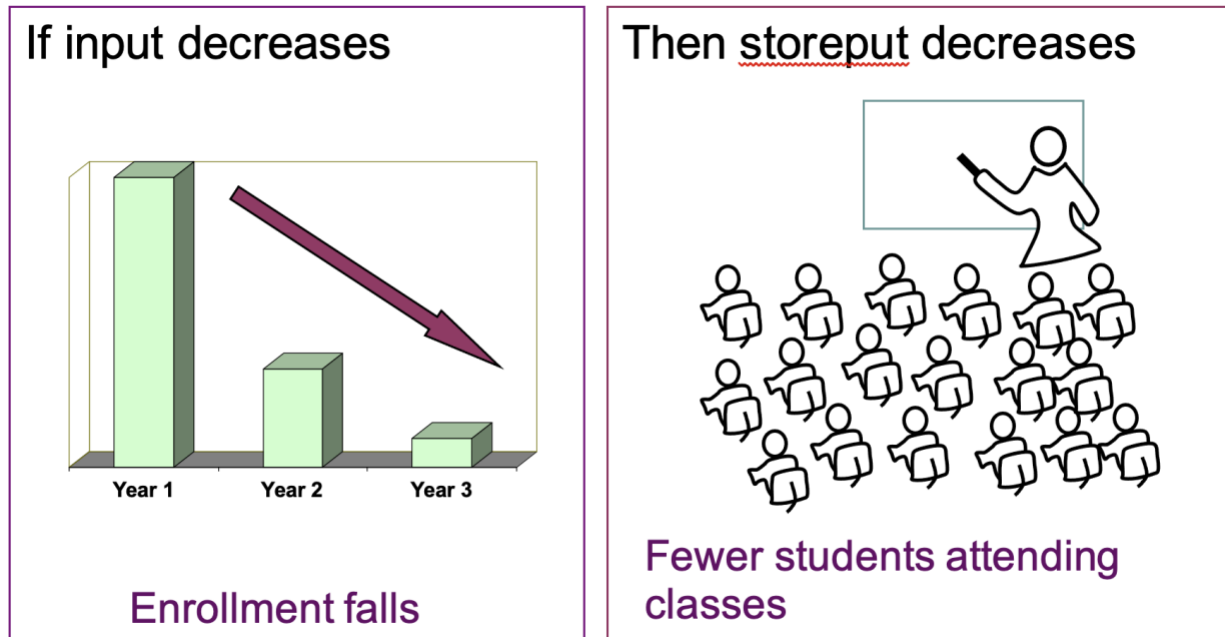 If input decreases
Year 1
Year 2
Year 3
Enrollment falls
Then storeput decreases
Fewer students attending
classes